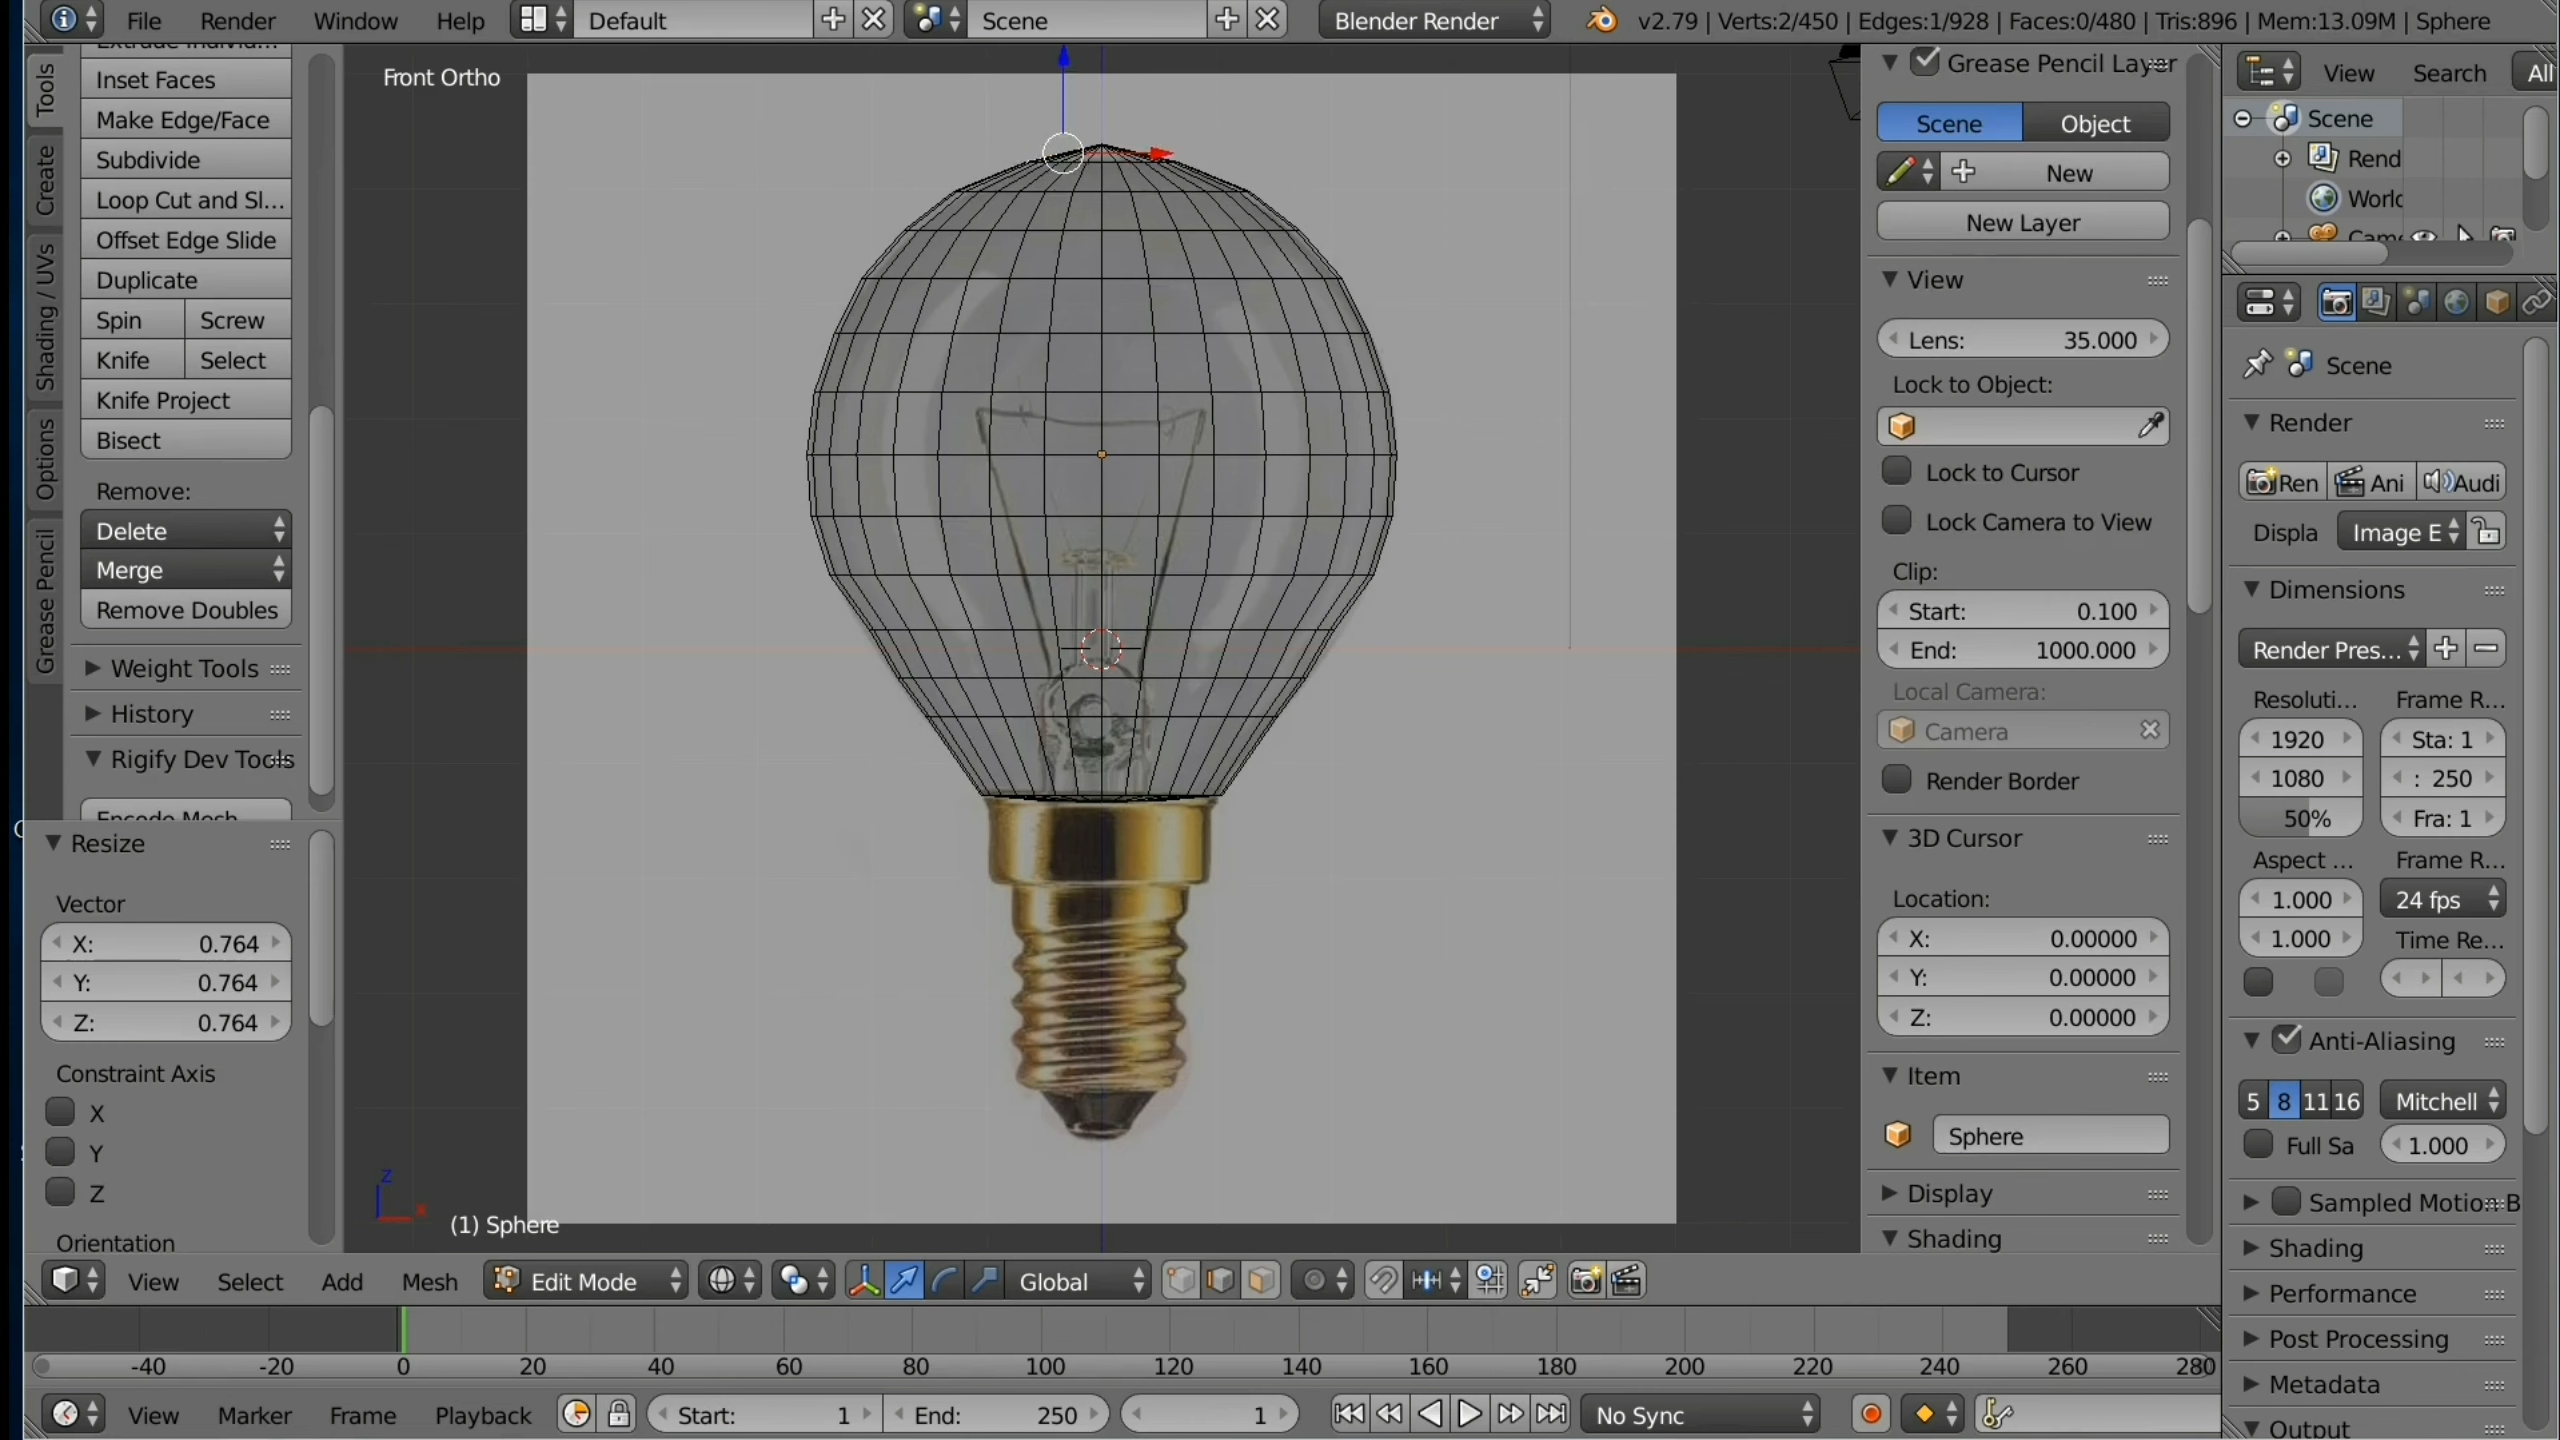 File Render Window Help Default Scene Blender Render v2.79 | Verts:2/450 | Edges:1/928 | Faces:0/480 | Tris:896 | Mem:13.09M | Sphere
Tools
Create
Shading / UVs
Options
Grease Pencil
Inset Faces
Make Edge/Face
Subdivide
Loop Cut and Sl...
Offset Edge Slide
Duplicate
Spin Screw
Knife Select
Knife Project
Bisect
Remove:
Delete
Merge
Remove Doubles
Weight Tools
History
Rigify Dev Tools
Encode Mesh
Resize
Vector
X: 0.764
Y: 0.764
Z: 0.764
Constraint Axis
X
Y
Z
Orientation
Front Ortho
z
x
(1) Sphere
Grease Pencil Layer
Scene Object
New
New Layer
View
Lens: 35.000
Lock to Object:
Lock to Cursor
Lock Camera to View
Clip:
Start: 0.100
End: 1000.000
Local Camera:
Camera
Render Border
3D Cursor
Location:
X: 0.00000
Y: 0.00000
Z: 0.00000
Item
Sphere
Display
Shading
View Search All
Scene
Rend
World
Came
Scene
Render
Ren Ani Audi
Displa Image E
Dimensions
Render Pres...
Resoluti... Frame R...
1920 Sta: 1
1080 : 250
50% Fra: 1
Aspect ... Frame R...
1.000 24 fps
1.000 Time Re...
Anti-Aliasing
5 8 11 16 Mitchell
Full Sa 1.000
Sampled Motion B
Shading
Performance
Post Processing
Metadata
Output
View Select Add Mesh Edit Mode Global
-40 -20 0 20 40 60 80 100 120 140 160 180 200 220 240 260 280
View Marker Frame Playback Start: 1 End: 250 1 No Sync